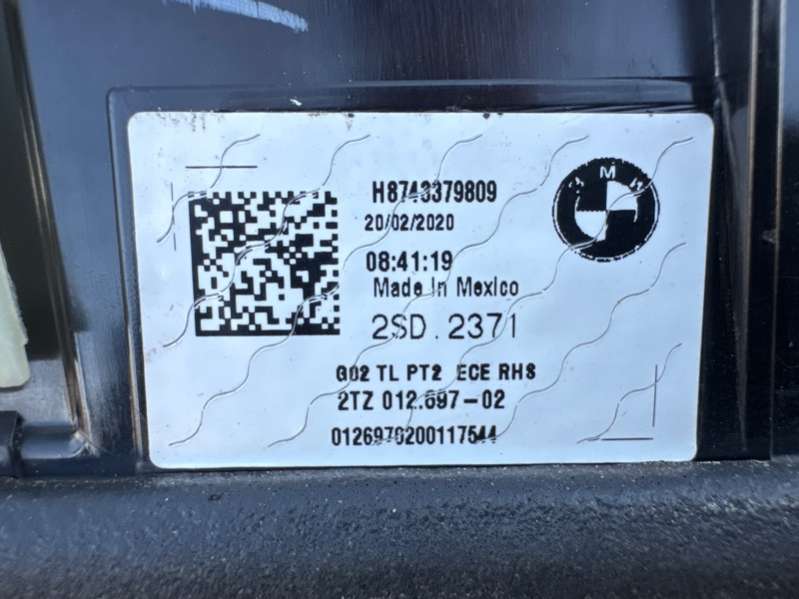 H8743379809
BMW
20/02/2020
08:41:19
Made In Mexico
2SD.2371
G02 TL PT2 ECE RHS
2TZ 012.697-02
0126970200117544